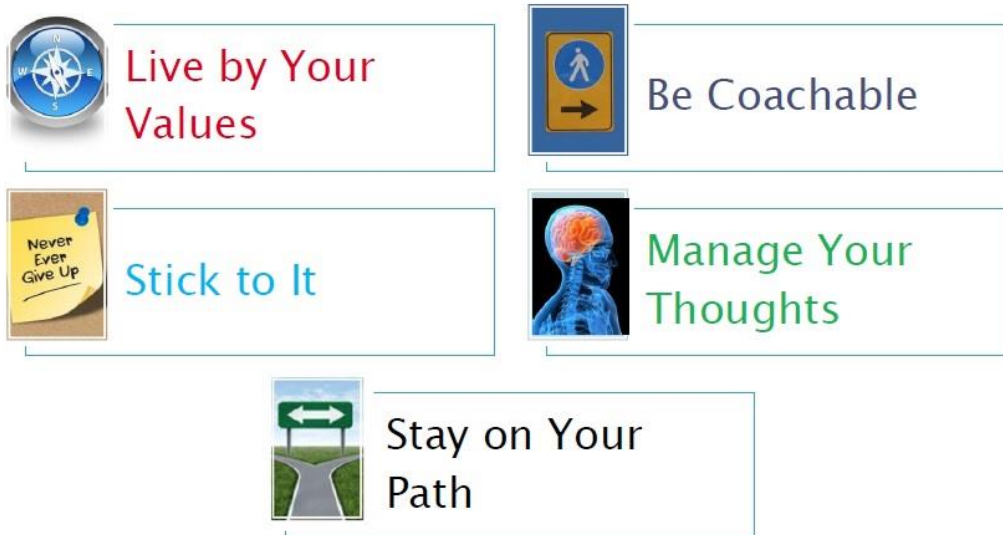 N
W E
S
Live by Your
Values
Be Coachable
Never
Ever
Give Up
Stick to It
Manage Your
Thoughts
Stay on Your
Path